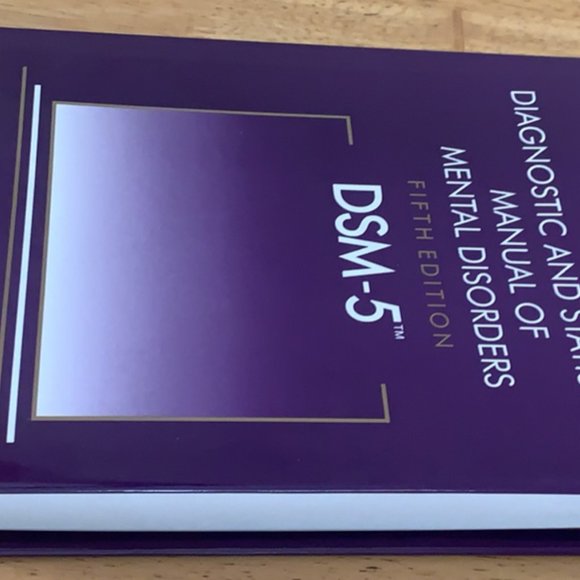 DIAGNOSTIC AND
MANUAL OF
MENTAL DISORDERS
FIFTH EDITION
DSM-5™